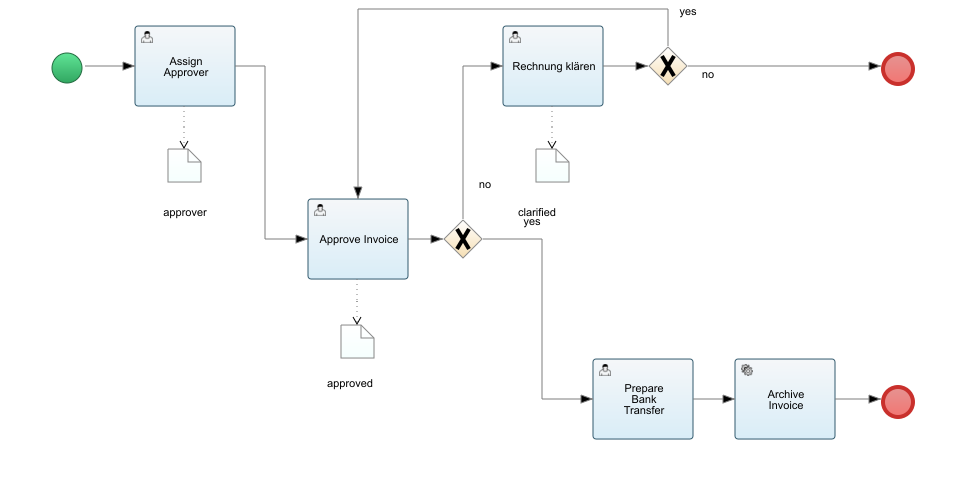 yes
Assign
Approver
Rechnung klären
no
approver
no
clarified
yes
Approve Invoice
approved
Prepare
Bank
Transfer
Archive
Invoice